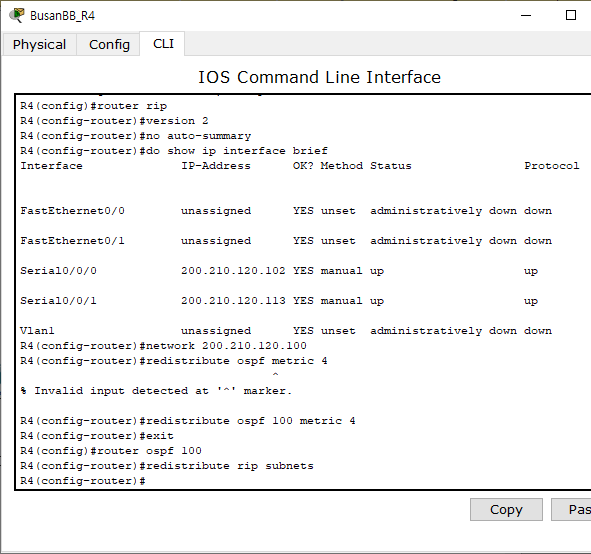 BusanBB_R4
Physical Config CLI
IOS Command Line Interface
R4(config)#router rip
R4(config-router)#version 2
R4(config-router)#no auto-summary
R4(config-router)#do show ip interface brief
Interface IP-Address OK? Method Status Protocol
FastEthernet0/0 unassigned YES unset administratively down down
FastEthernet0/1 unassigned YES unset administratively down down
Serial0/0/0 200.210.120.102 YES manual up up
Serial0/0/1 200.210.120.113 YES manual up up
Vlan1 unassigned YES unset administratively down down
R4(config-router)#network 200.210.120.100
R4(config-router)#redistribute ospf metric 4
^
% Invalid input detected at '^' marker.
R4(config-router)#redistribute ospf 100 metric 4
R4(config-router)#exit
R4(config)#router ospf 100
R4(config-router)#redistribute rip subnets
R4(config-router)#
Copy Pas